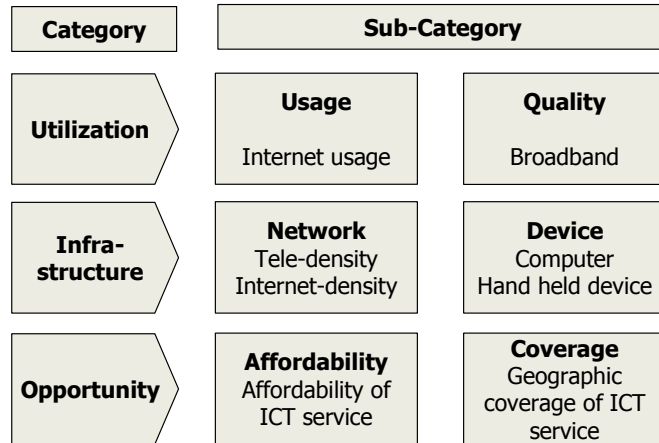 Category
Sub-Category
Utilization
Usage
Internet usage
Quality
Broadband
Infra-
structure
Network
Tele-density
Internet-density
Device
Computer
Hand held device
Opportunity
Affordability
Affordability of
ICT service
Coverage
Geographic
coverage of ICT
service